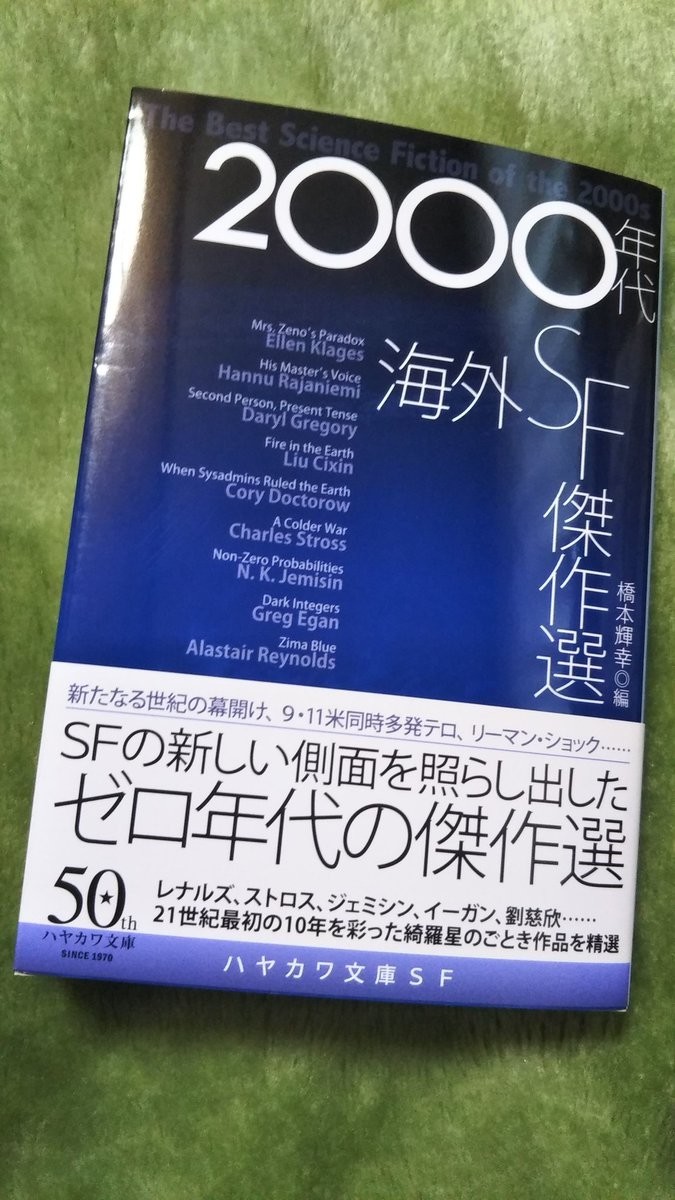 The Best Science Fiction of the 2000s
2000年代
海外SF傑作選
橋本輝幸◎編
Mrs. Zeno's Paradox
Ellen Klages
His Master's Voice
Hannu Rajaniemi
Second Person, Present Tense
Daryl Gregory
Fire in the Earth
Liu Cixin
When Sysadmins Ruled the Earth
Cory Doctorow
A Colder War
Charles Stross
Non-Zero Probabilities
N. K. Jemisin
Dark Integers
Greg Egan
Zima Blue
Alastair Reynolds
新たなる世紀の幕開け、9・11米同時多発テロ、リーマン・ショック……
SFの新しい側面を照らし出した
ゼロ年代の傑作選
50th
ハヤカワ文庫
SINCE 1970
レナルズ、ストロス、ジェミシン、イーガン、劉慈欣……
21世紀最初の10年を彩った綺羅星のごとき作品を精選
ハヤカワ文庫SF